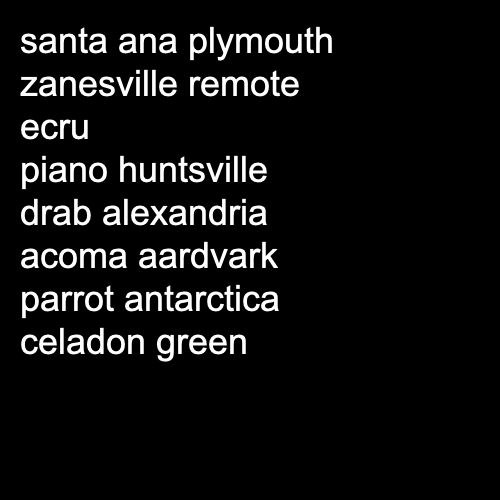 santa ana plymouth
zanesville remote
ecru
piano huntsville
drab alexandria
acoma aardvark
parrot antarctica
celadon green